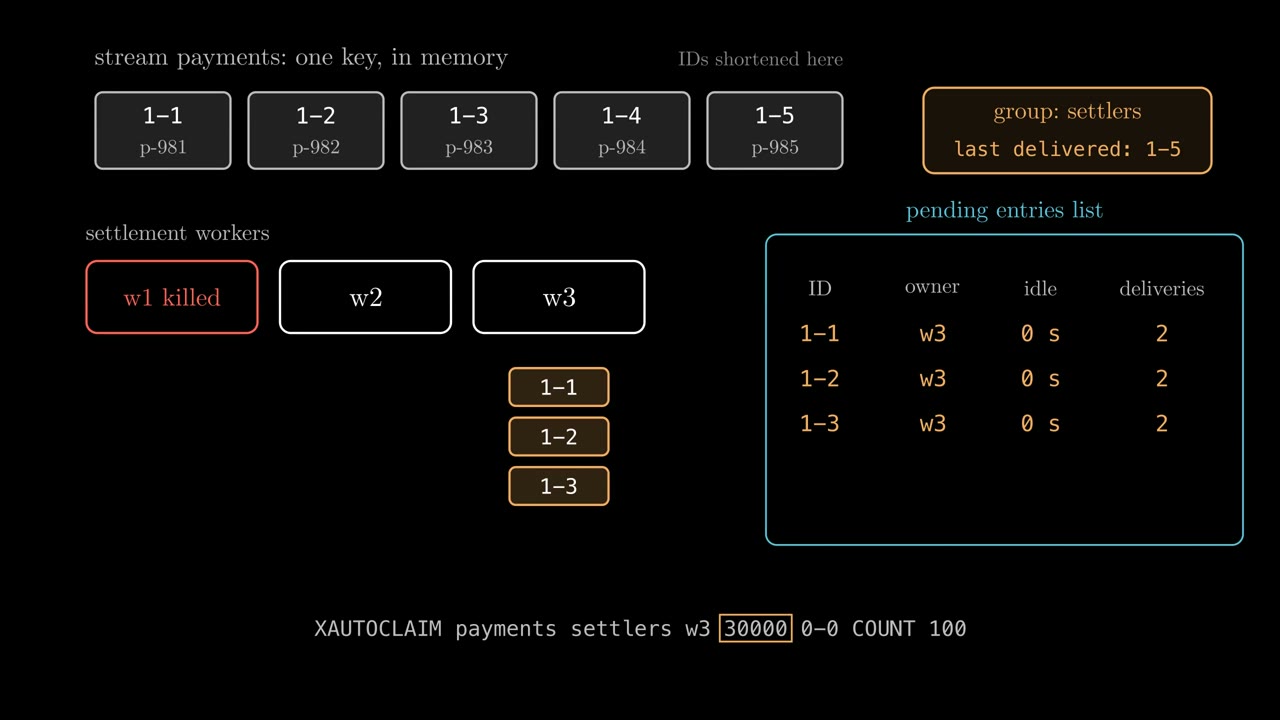 stream payments: one key, in memory
IDs shortened here
1−1
p-981
1−2
p-982
1−3
p-983
1−4
p-984
1−5
p-985
group: settlers
last delivered: 1−5
settlement workers
w1 killed
w2
w3
1−1
1−2
1−3
pending entries list
ID owner idle deliveries
1−1 w3 0 s 2
1−2 w3 0 s 2
1−3 w3 0 s 2
XAUTOCLAIM payments settlers w3 30000 0−0 COUNT 100